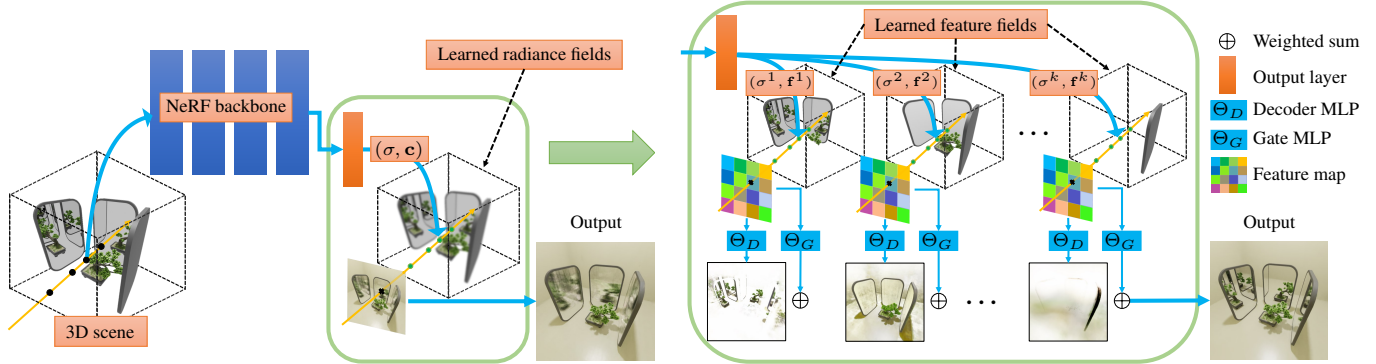 NeRF backbone
3D scene
Learned radiance fields
(σ, c)
Output
Learned feature fields
(σ¹, f¹)
(σ², f²)
(σᵏ, fᵏ)
Θ_D
Θ_G
Θ_D
Θ_G
Θ_D
Θ_G
Weighted sum
Output layer
Θ_D Decoder MLP
Θ_G Gate MLP
Feature map
Output